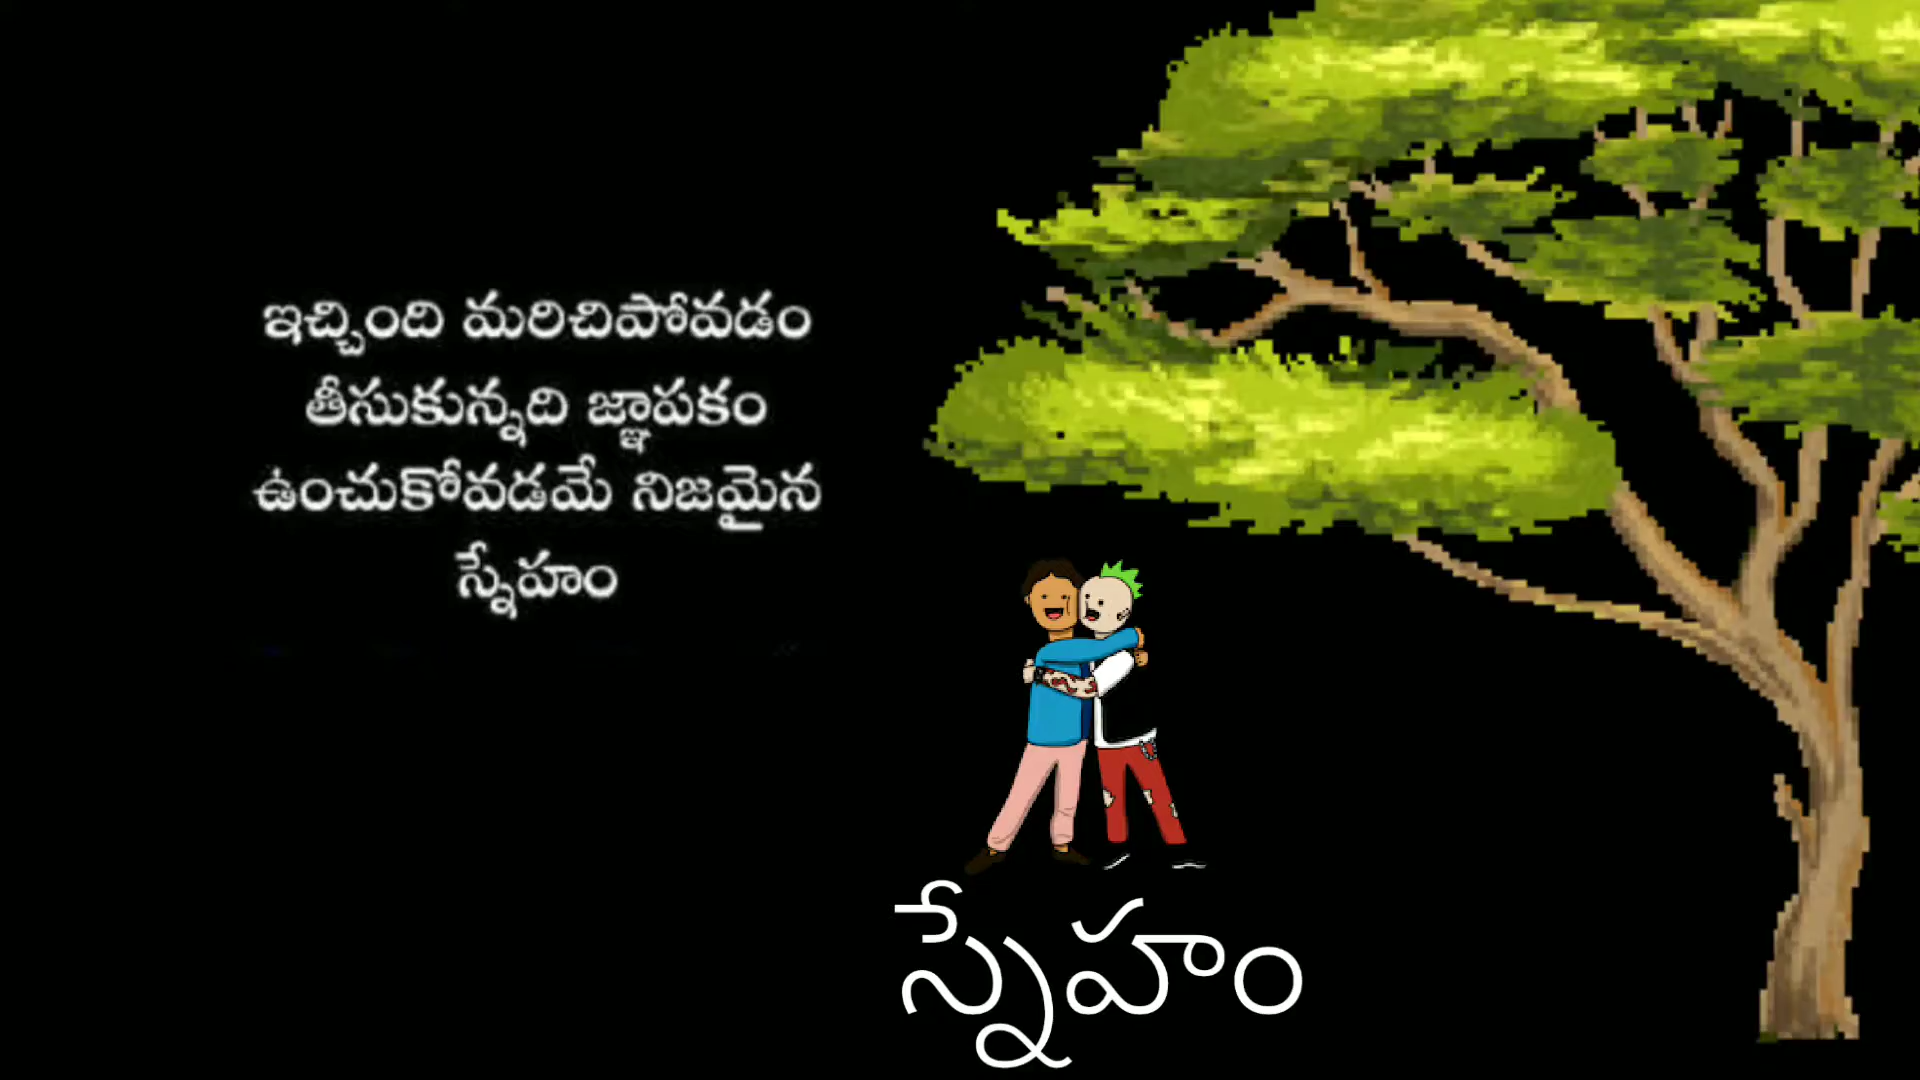 ఇచ్చింది మరిచిపోవడం
తీసుకున్నది జ్ఞాపకం
ఉంచుకోవడమే నిజమైన
స్నేహం
స్నేహం